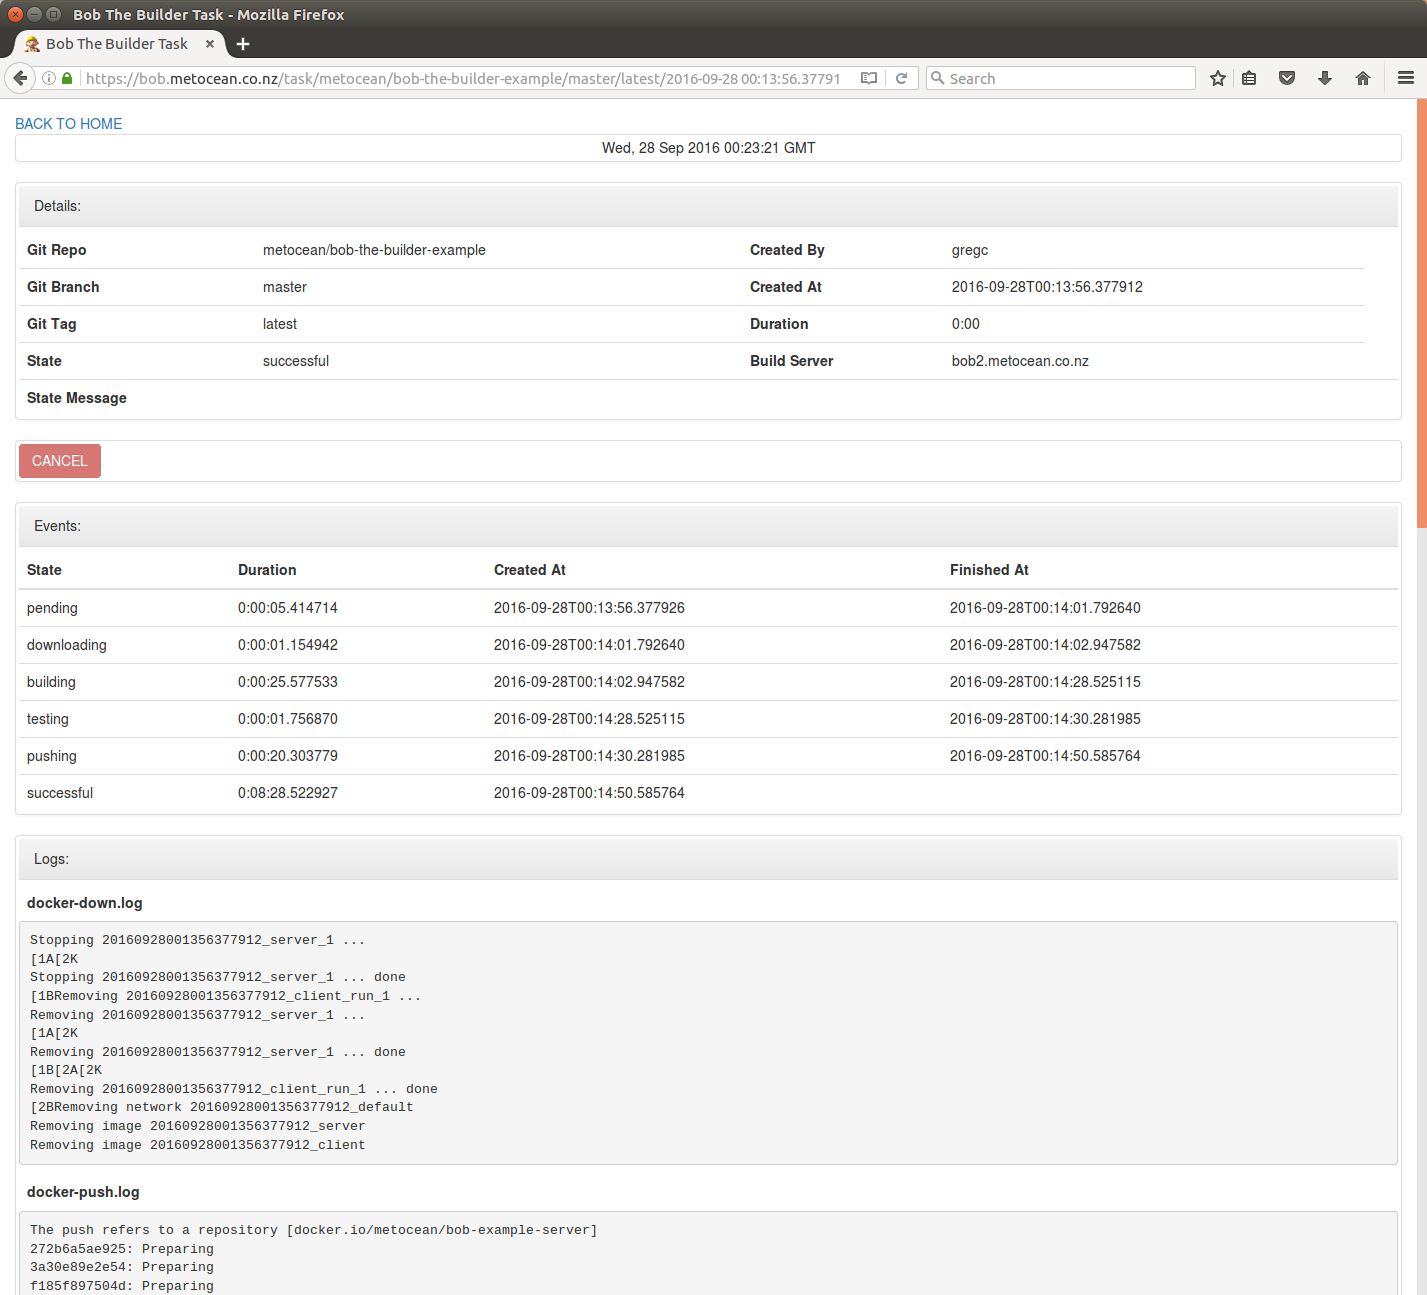 Bob The Builder Task - Mozilla Firefox
Bob The Builder Task
https://bob.metocean.co.nz/task/metocean/bob-the-builder-example/master/latest/2016-09-28 00:13:56.37791
Search
BACK TO HOME
Wed, 28 Sep 2016 00:23:21 GMT
Details:
Git Repo metocean/bob-the-builder-example Created By gregc
Git Branch master Created At 2016-09-28T00:13:56.377912
Git Tag latest Duration 0:00
State successful Build Server bob2.metocean.co.nz
State Message
CANCEL
Events:
State Duration Created At Finished At
pending 0:00:05.414714 2016-09-28T00:13:56.377926 2016-09-28T00:14:01.792640
downloading 0:00:01.154942 2016-09-28T00:14:01.792640 2016-09-28T00:14:02.947582
building 0:00:25.577533 2016-09-28T00:14:02.947582 2016-09-28T00:14:28.525115
testing 0:00:01.756870 2016-09-28T00:14:28.525115 2016-09-28T00:14:30.281985
pushing 0:00:20.303779 2016-09-28T00:14:30.281985 2016-09-28T00:14:50.585764
successful 0:08:28.522927 2016-09-28T00:14:50.585764
Logs:
docker-down.log
Stopping 20160928001356377912_server_1 ...
[1A[2K
Stopping 20160928001356377912_server_1 ... done
[1BRemoving 20160928001356377912_client_run_1 ...
Removing 20160928001356377912_server_1 ...
[1A[2K
Removing 20160928001356377912_server_1 ... done
[1B[2A[2K
Removing 20160928001356377912_client_run_1 ... done
[2BRemoving network 20160928001356377912_default
Removing image 20160928001356377912_server
Removing image 20160928001356377912_client
docker-push.log
The push refers to a repository [docker.io/metocean/bob-example-server]
272b6a5ae925: Preparing
3a30e89e2e54: Preparing
f185f897504d: Preparing